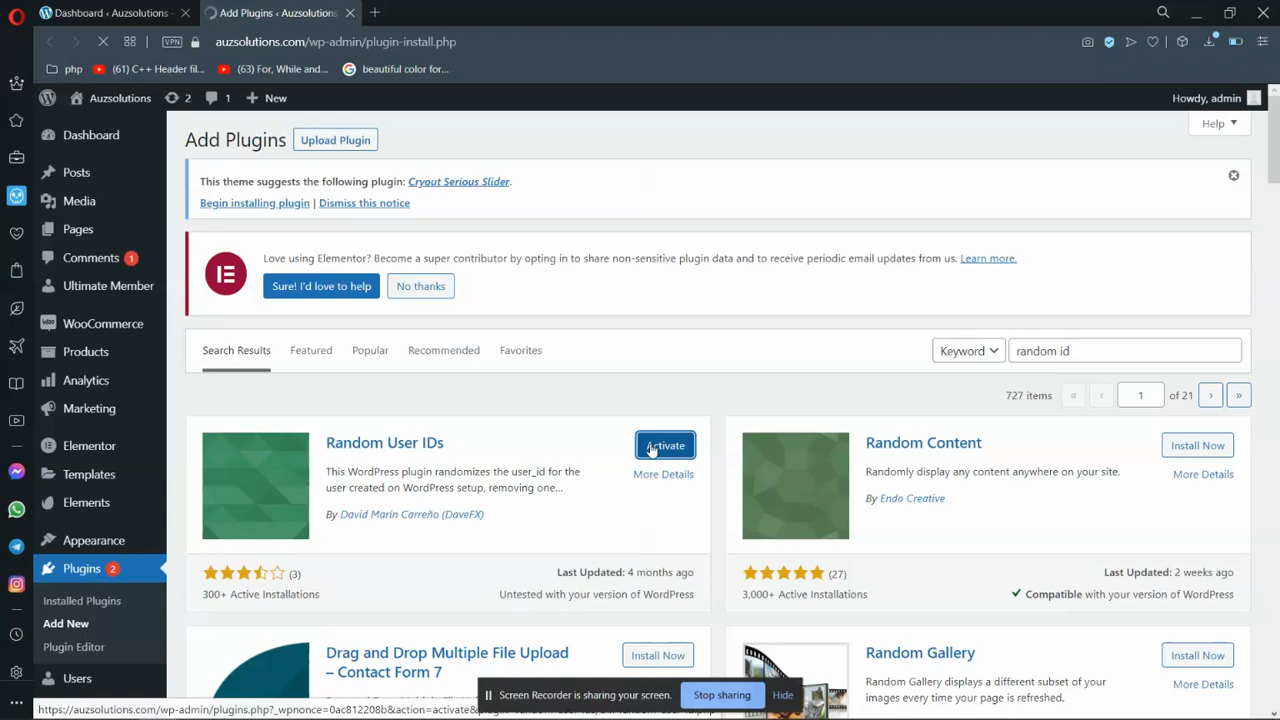 Dashboard ‹ Auzsolutions –
Add Plugins ‹ Auzsolutions
VPN
auzsolutions.com/wp-admin/plugin-install.php
php
(61) C++ Header fil...
(63) For, While and...
beautiful color for...
Auzsolutions
2
1
New
Howdy, admin
Dashboard
Posts
Media
Pages
Comments 1
Ultimate Member
WooCommerce
Products
Analytics
Marketing
Elementor
Templates
Elements
Appearance
Plugins 2
Installed Plugins
Add New
Plugin Editor
Users
Add Plugins
Upload Plugin
Help
This theme suggests the following plugin: Cryout Serious Slider.
Begin installing plugin | Dismiss this notice
Love using Elementor? Become a super contributor by opting in to share non-sensitive plugin data and to receive periodic email updates from us. Learn more.
Sure! I'd love to help
No thanks
Search Results
Featured
Popular
Recommended
Favorites
Keyword
random id
727 items
«
‹
1
of 21
›
»
Random User IDs
Activate
This WordPress plugin randomizes the user_id for the
user created on WordPress setup, removing one...
More Details
By David Marín Carreño (DaveFX)
(3)
Last Updated: 4 months ago
300+ Active Installations
Untested with your version of WordPress
Random Content
Install Now
Randomly display any content anywhere on your site.
More Details
By Endo Creative
(27)
Last Updated: 2 weeks ago
3,000+ Active Installations
Compatible with your version of WordPress
Drag and Drop Multiple File Upload
– Contact Form 7
Install Now
Random Gallery
Install Now
Random Gallery displays a different subset of your
images every time your page is refreshed.
More Details
Screen Recorder is sharing your screen.
Stop sharing
Hide
https://auzsolutions.com/wp-admin/plugins.php?_wpnonce=0ac812208b&action=activate&